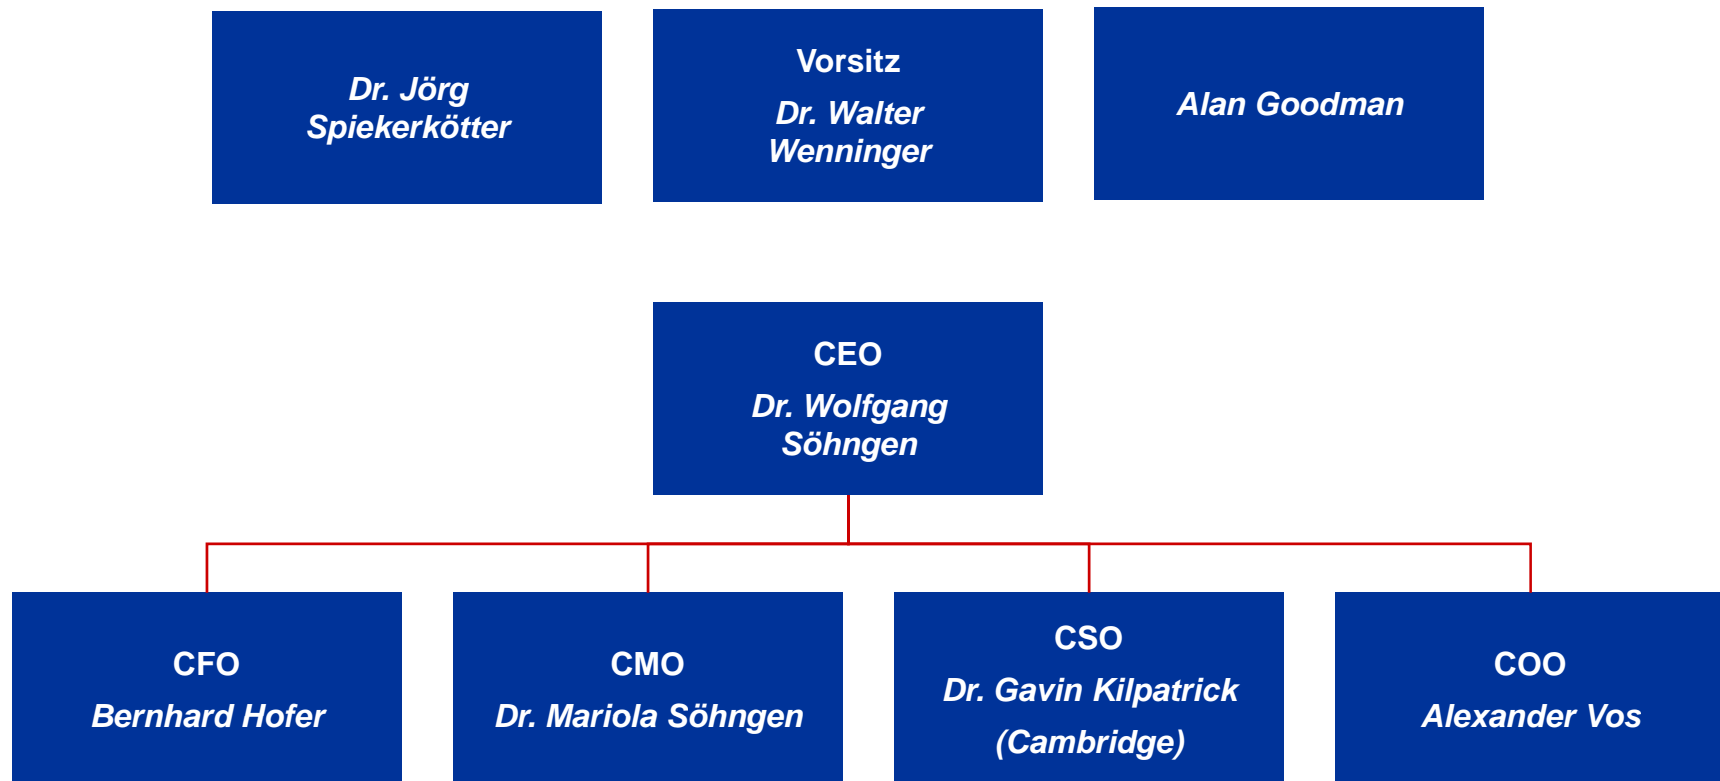 Dr. Jörg
Spiekerkötter
Vorsitz
Dr. Walter
Wenninger
Alan Goodman
CEO
Dr. Wolfgang
Söhngen
CFO
Bernhard Hofer
CMO
Dr. Mariola Söhngen
CSO
Dr. Gavin Kilpatrick
(Cambridge)
COO
Alexander Vos